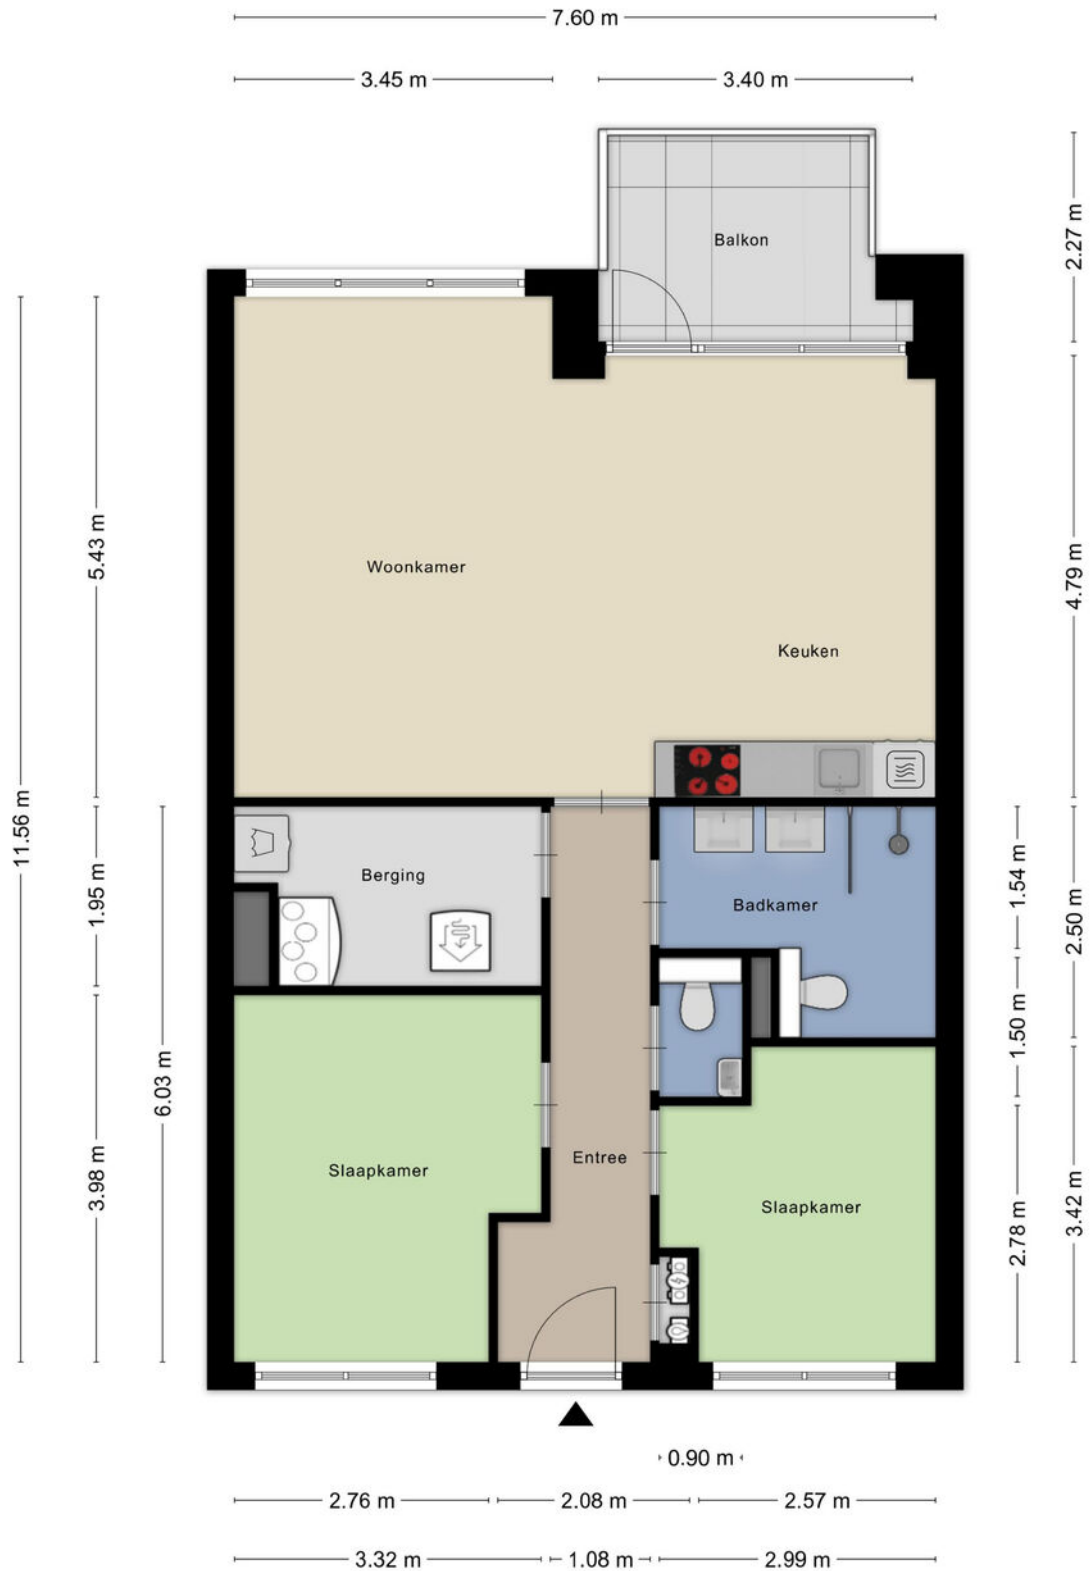 7.60 m
3.45 m
3.40 m
2.27 m
Balkon
11.56 m
5.43 m
4.79 m
Woonkamer
Keuken
1.95 m
Berging
Badkamer
1.54 m
2.50 m
1.50 m
6.03 m
3.98 m
Slaapkamer
Entree
Slaapkamer
2.78 m
3.42 m
0.90 m
2.76 m
2.08 m
2.57 m
3.32 m
1.08 m
2.99 m